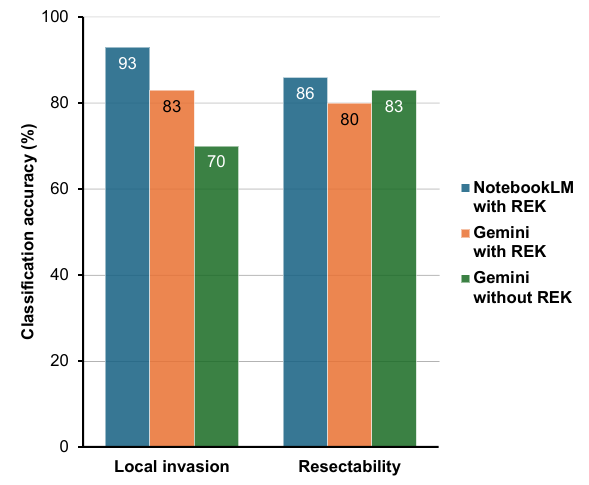 100
80
60
40
20
0
Classification accuracy (%)
93
83
70
86
80
83
Local invasion
Resectability
NotebookLM
with REK
Gemini
with REK
Gemini
without REK